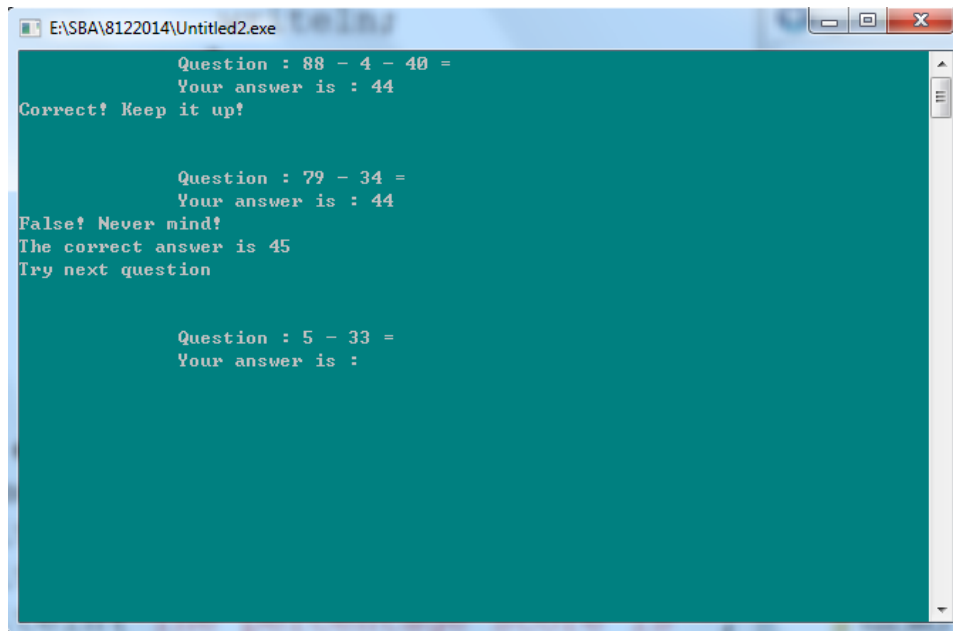 writeln;
E:\SBA\8122014\Untitled2.exe
Question : 88 - 4 - 40 =
Your answer is : 44
Correct! Keep it up!
Question : 79 - 34 =
Your answer is : 44
False! Never mind!
The correct answer is 45
Try next question
Question : 5 - 33 =
Your answer is :